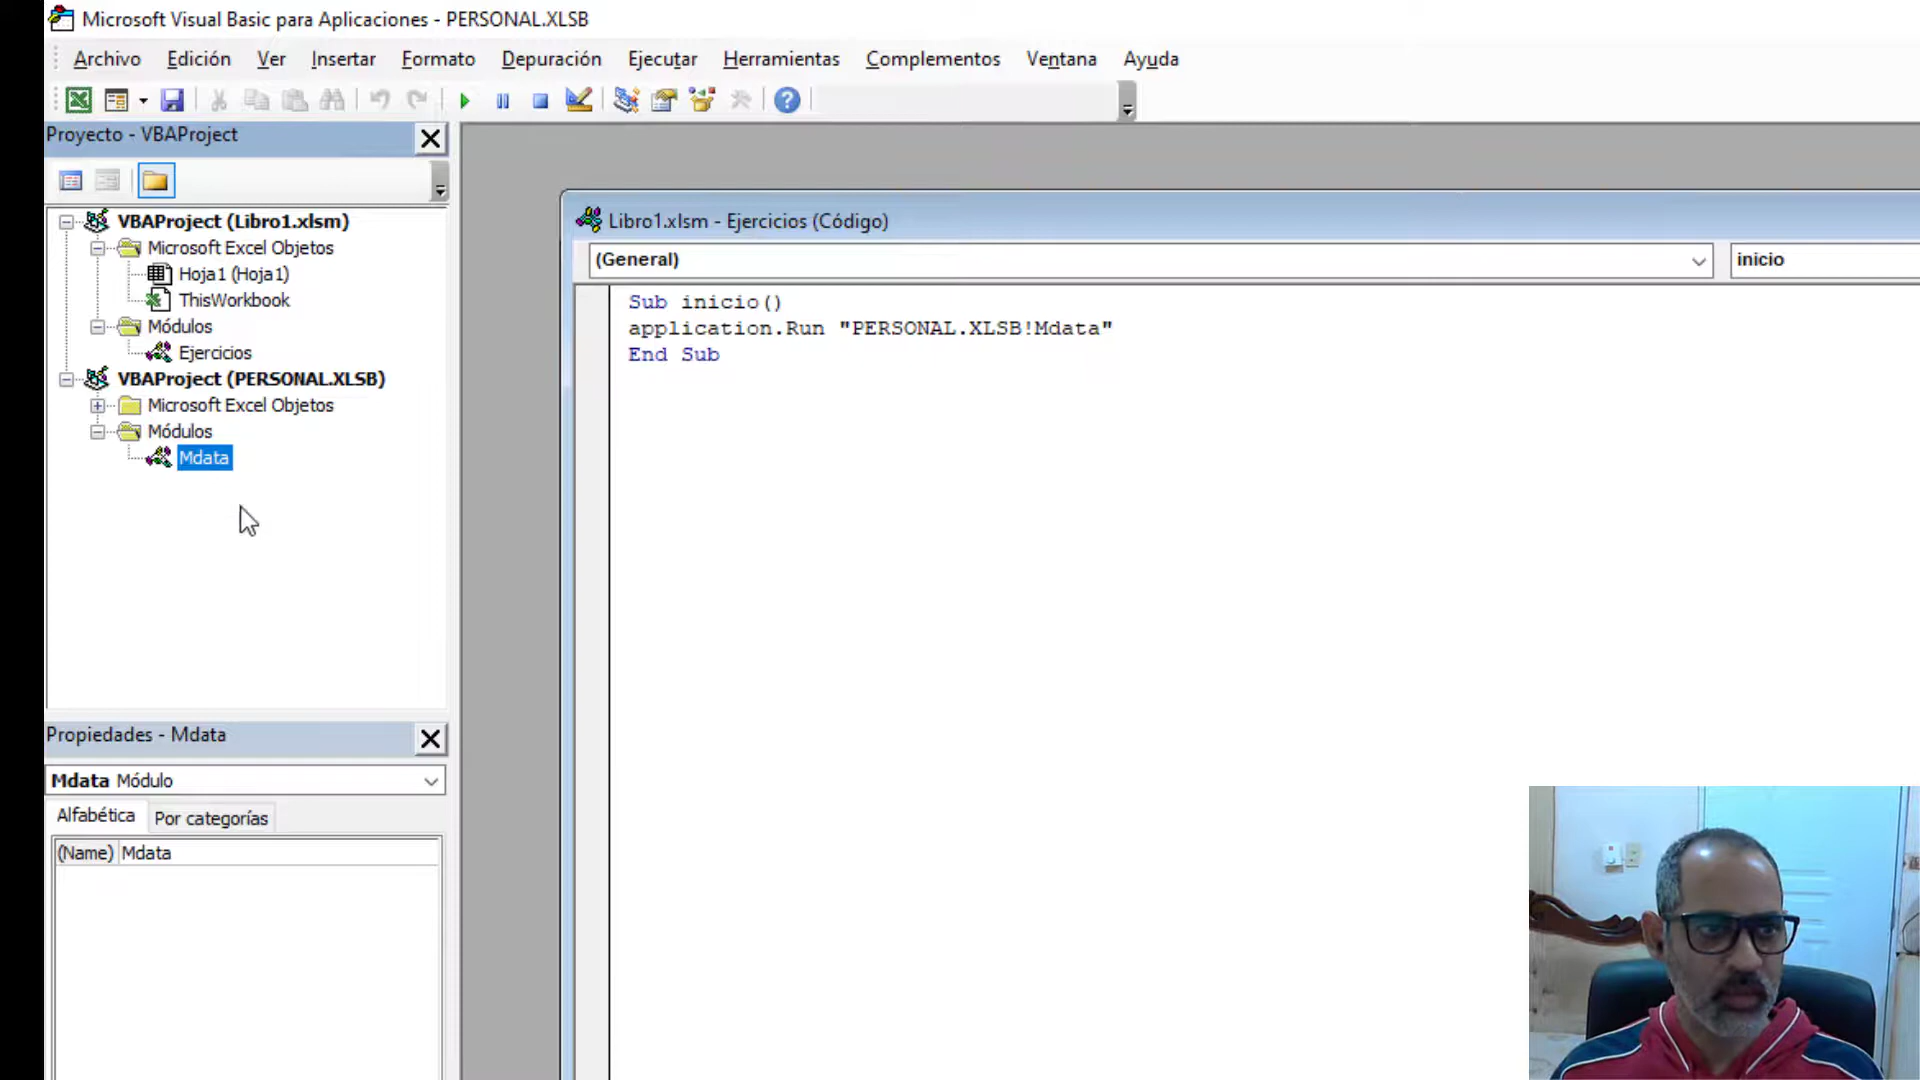 Microsoft Visual Basic para Aplicaciones - PERSONAL.XLSB
Archivo Edición Ver Insertar Formato Depuración Ejecutar Herramientas Complementos Ventana Ayuda
Proyecto - VBAProject
VBAProject (Libro1.xlsm)
Microsoft Excel Objetos
Hoja1 (Hoja1)
ThisWorkbook
Módulos
Ejercicios
VBAProject (PERSONAL.XLSB)
Microsoft Excel Objetos
Módulos
Mdata
Propiedades - Mdata
Mdata Módulo
Alfabética Por categorías
(Name) Mdata
Libro1.xlsm - Ejercicios (Código)
(General) inicio
Sub inicio()
application.Run "PERSONAL.XLSB!Mdata"
End Sub